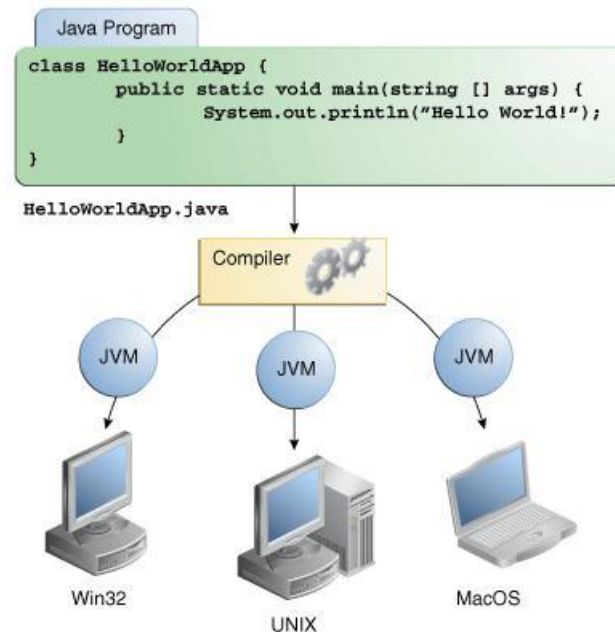 Java Program
class HelloWorldApp {
public static void main(string [] args) {
System.out.println(”Hello World!”);
}
}
HelloWorldApp.java
Compiler
JVM
JVM
JVM
Win32
UNIX
MacOS